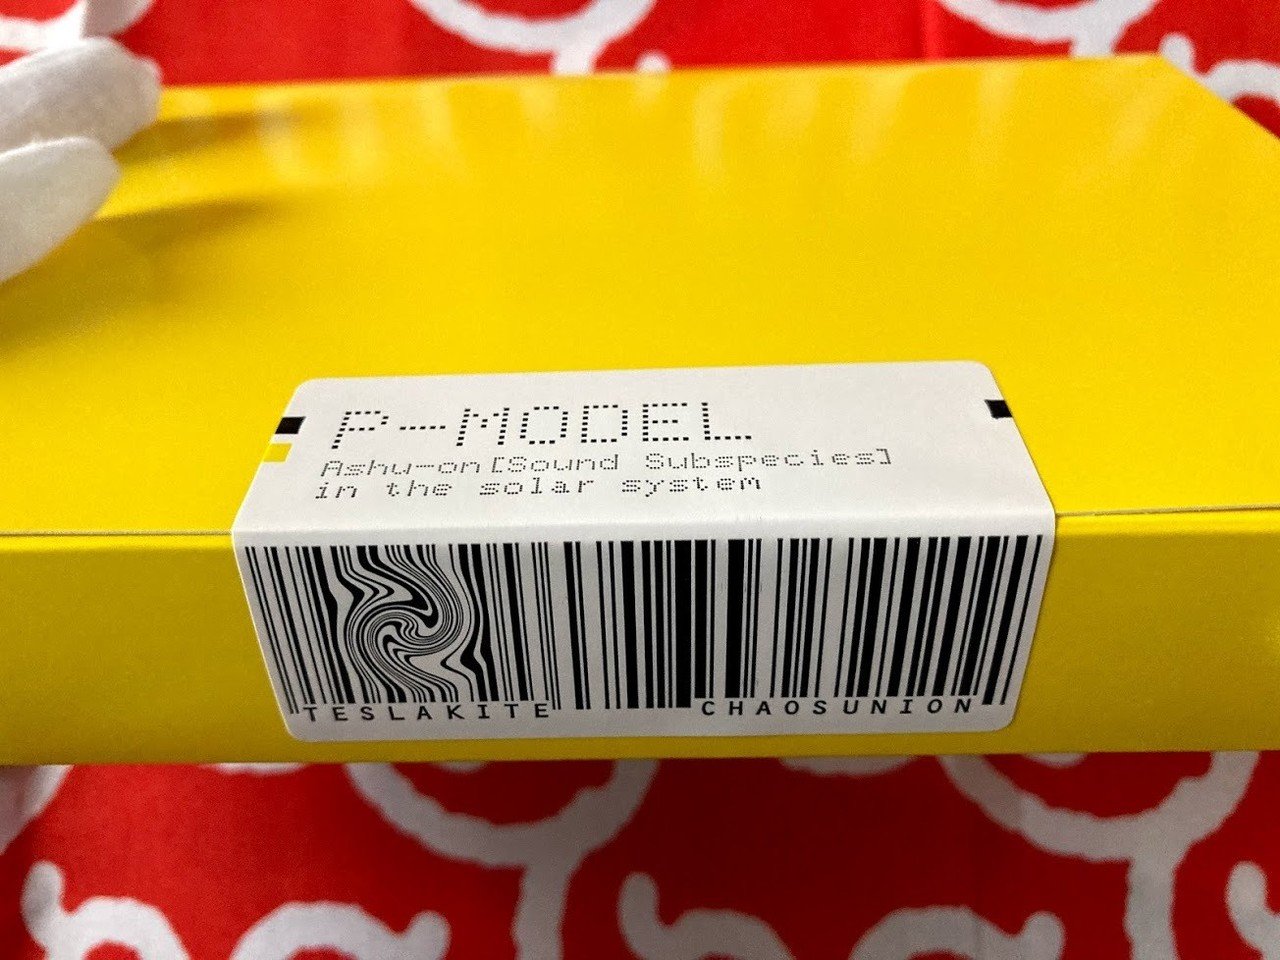 P-MODEL
Ashu-on[Sound Subspecies]
in the solar system
TESLAKITE CHAOSUNION